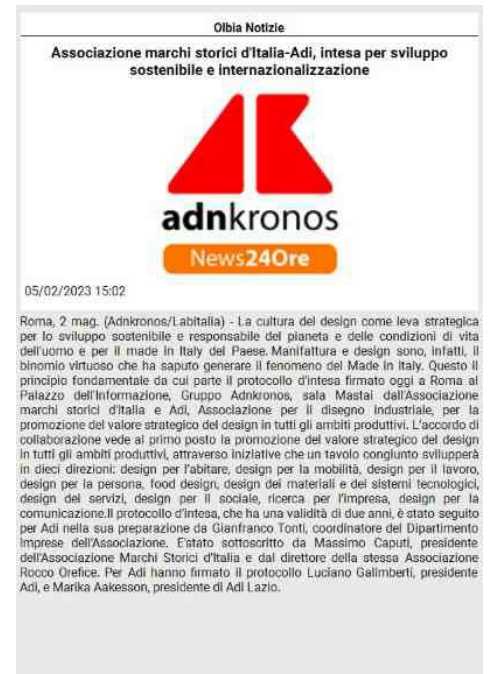 Olbia Notizie
Associazione marchi storici d'Italia-Adi, intesa per sviluppo
sostenibile e internazionalizzazione
adnkronos
News24Ore
05/02/2023 15:02
Roma, 2 mag. (Adnkronos/Labitalia) - La cultura del design come leva strategica
per lo sviluppo sostenibile e responsabile del pianeta e delle condizioni di vita
dell'uomo e per il made in Italy del Paese. Manifattura e design sono, infatti, il
binomio virtuoso che ha saputo generare il fenomeno del Made in Italy. Questo il
principio fondamentale da cui parte il protocollo d'intesa firmato oggi a Roma al
Palazzo dell'Informazione, Gruppo Adnkronos, sala Mastai dall'Associazione
marchi storici d'Italia e Adi, Associazione per il disegno industriale, per la
promozione del valore strategico del design in tutti gli ambiti produttivi. L'accordo di
collaborazione vede al primo posto la promozione del valore strategico del design
in tutti gli ambiti produttivi, attraverso iniziative che un tavolo congiunto svilupperà
in dieci direzioni: design per l'abitare, design per la mobilità, design per il lavoro,
design per la persona, food design, design dei materiali e dei sistemi tecnologici,
design dei servizi, design per il sociale, ricerca per l'impresa, design per la
comunicazione.Il protocollo d'intesa, che ha una validità di due anni, è stato seguito
per Adi nella sua preparazione da Gianfranco Tonti, coordinatore del Dipartimento
Imprese dell'Associazione. E'stato sottoscritto da Massimo Caputi, presidente
dell'Associazione Marchi Storici d'Italia e dal direttore della stessa Associazione
Rocco Orefice. Per Adi hanno firmato il protocollo Luciano Galimberti, presidente
Adi, e Marika Aakesson, presidente di Adi Lazio.